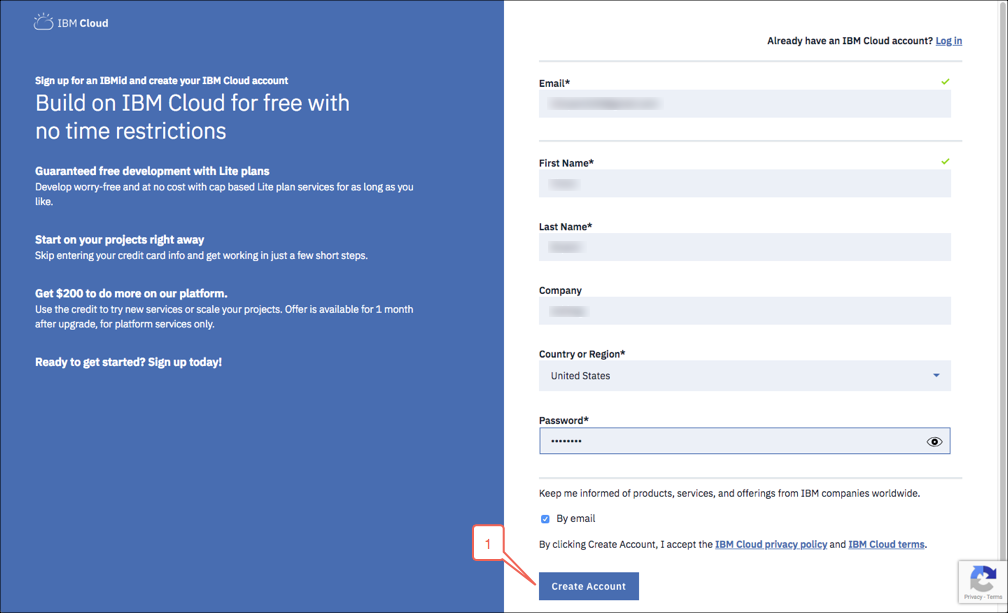 IBM Cloud
Sign up for an IBMid and create your IBM Cloud account
Build on IBM Cloud for free with
no time restrictions
Guaranteed free development with Lite plans
Develop worry-free and at no cost with cap based Lite plan services for as long as you
like.
Start on your projects right away
Skip entering your credit card info and get working in just a few short steps.
Get $200 to do more on our platform.
Use the credit to try new services or scale your projects. Offer is available for 1 month
after upgrade, for platform services only.
Ready to get started? Sign up today!
Already have an IBM Cloud account? Log in
Email*
First Name*
Last Name*
Company
Country or Region*
United States
Password*
••••••••
Keep me informed of products, services, and offerings from IBM companies worldwide.
By email
By clicking Create Account, I accept the IBM Cloud privacy policy and IBM Cloud terms.
1
Create Account
Privacy - Terms